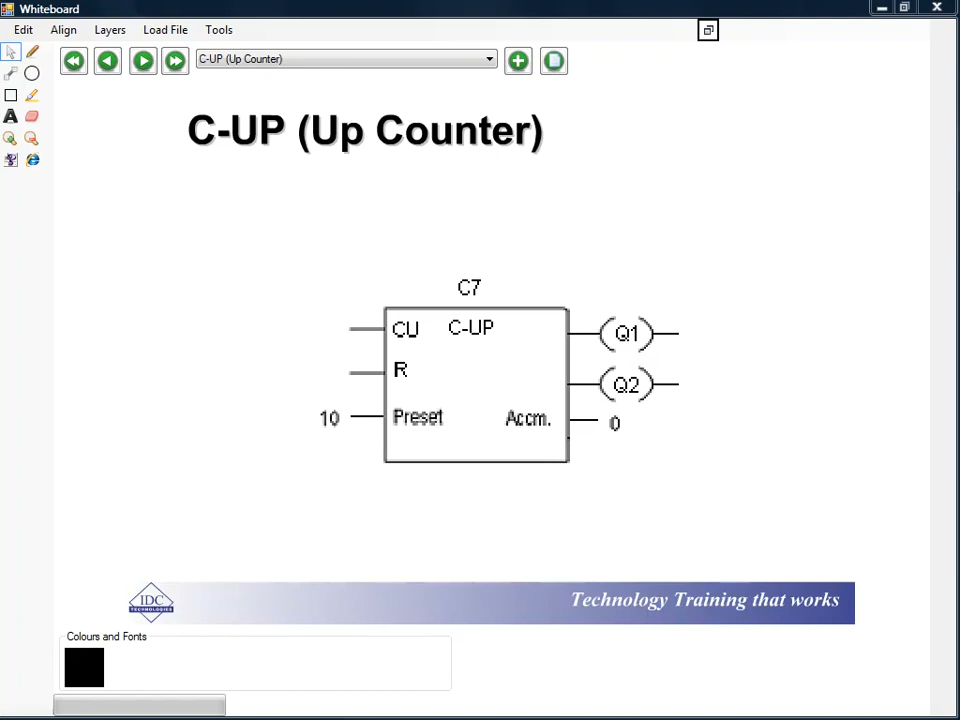 Whiteboard
Edit Align Layers Load File Tools
C-UP (Up Counter)
C-UP (Up Counter)
C7
CU C-UP Q1
R
Q2
10 Preset Accm. 0
IDC
TECHNOLOGIES
Technology Training that works
Colours and Fonts